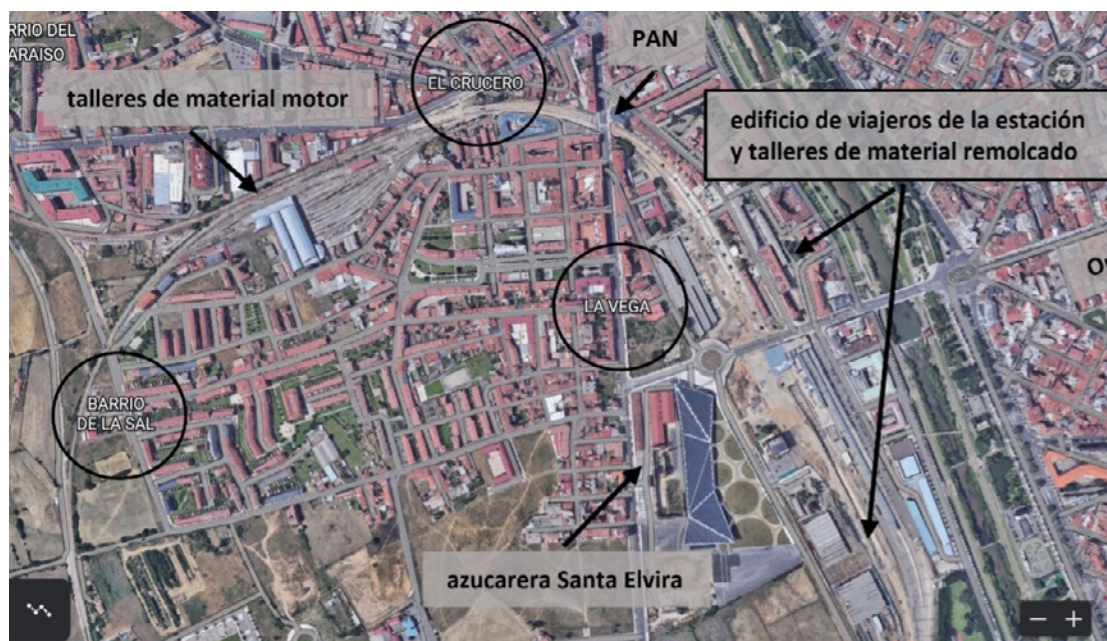 RRIO DEL
ARAISO
EL CRUCERO
PAN
talleres de material motor
edificio de viajeros de la estación
y talleres de material remolcado
OV
LA VEGA
BARRIO
DE LA SAL
azucarera Santa Elvira
− +